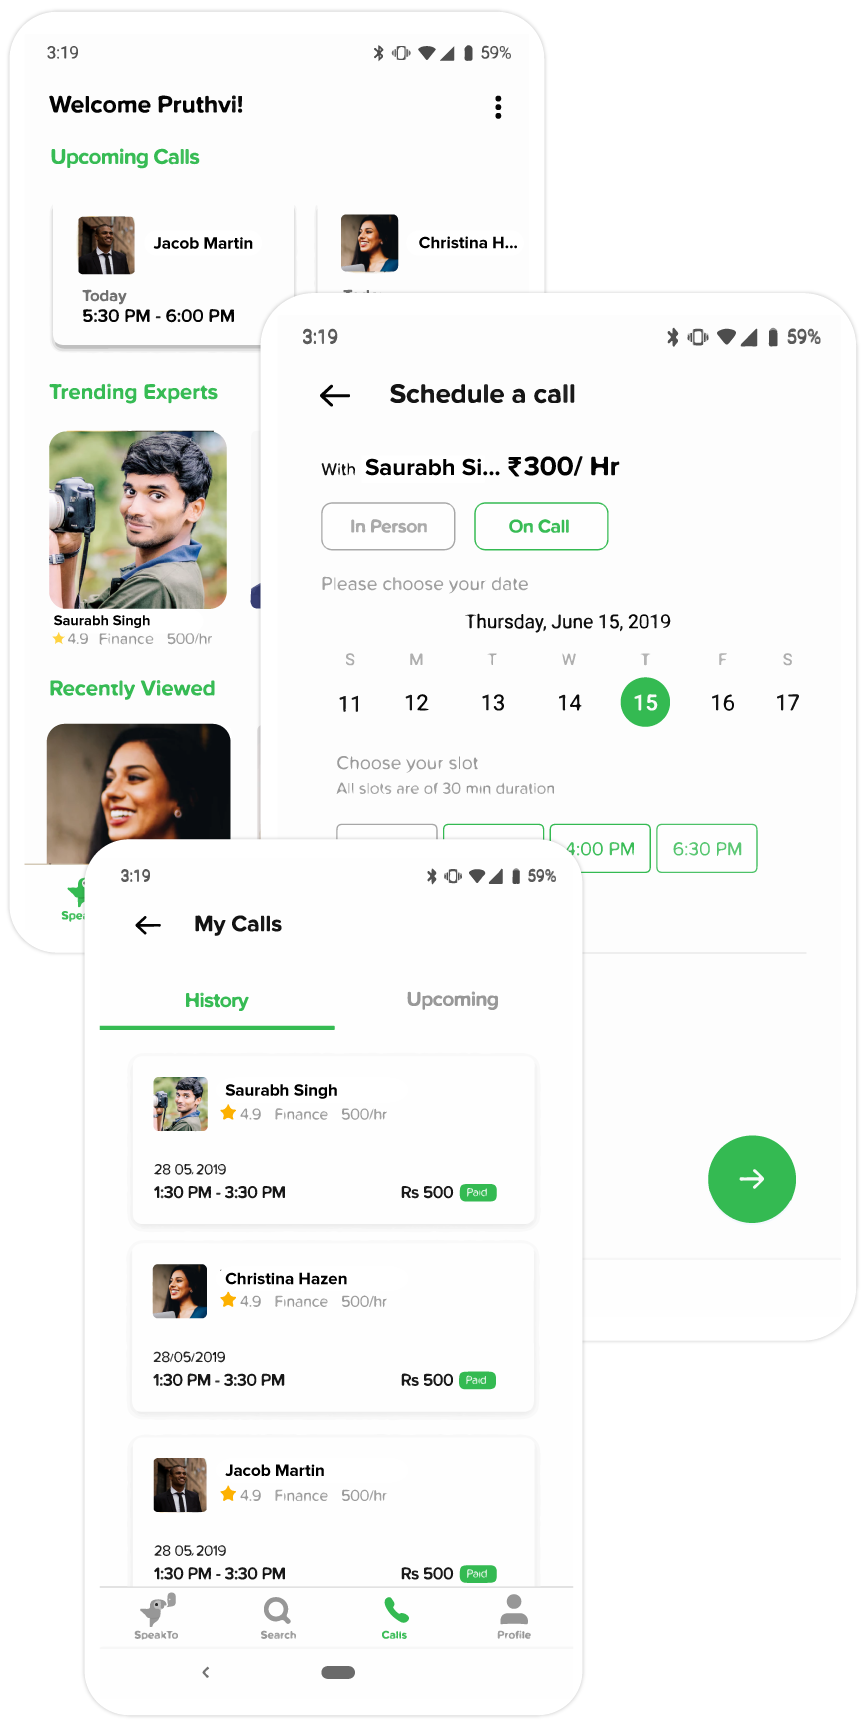 3:19
59%
Welcome Pruthvi!
Upcoming Calls
Jacob Martin
Christina H...
Today
5:30 PM - 6:00 PM
Trending Experts
Saurabh Singh
4.9 Finance 500/hr
Recently Viewed
3:19
59%
Schedule a call
With Saurabh Si... ₹300/ Hr
In Person
On Call
Please choose your date
Thursday, June 15, 2019
S M T W T F S
11 12 13 14 15 16 17
Choose your slot
All slots are of 30 min duration
4:00 PM
6:30 PM
3:19
59%
My Calls
History
Upcoming
Saurabh Singh
4.9 Finance 500/hr
28 05.2019
1:30 PM - 3:30 PM
Rs 500 Paid
Christina Hazen
4.9 Finance 500/hr
28/05/2019
1:30 PM - 3:30 PM
Rs 500 Paid
Jacob Martin
4.9 Finance 500/hr
28 05.2019
1:30 PM - 3:30 PM
Rs 500 Paid
SpeakTo
Search
Calls
Profile